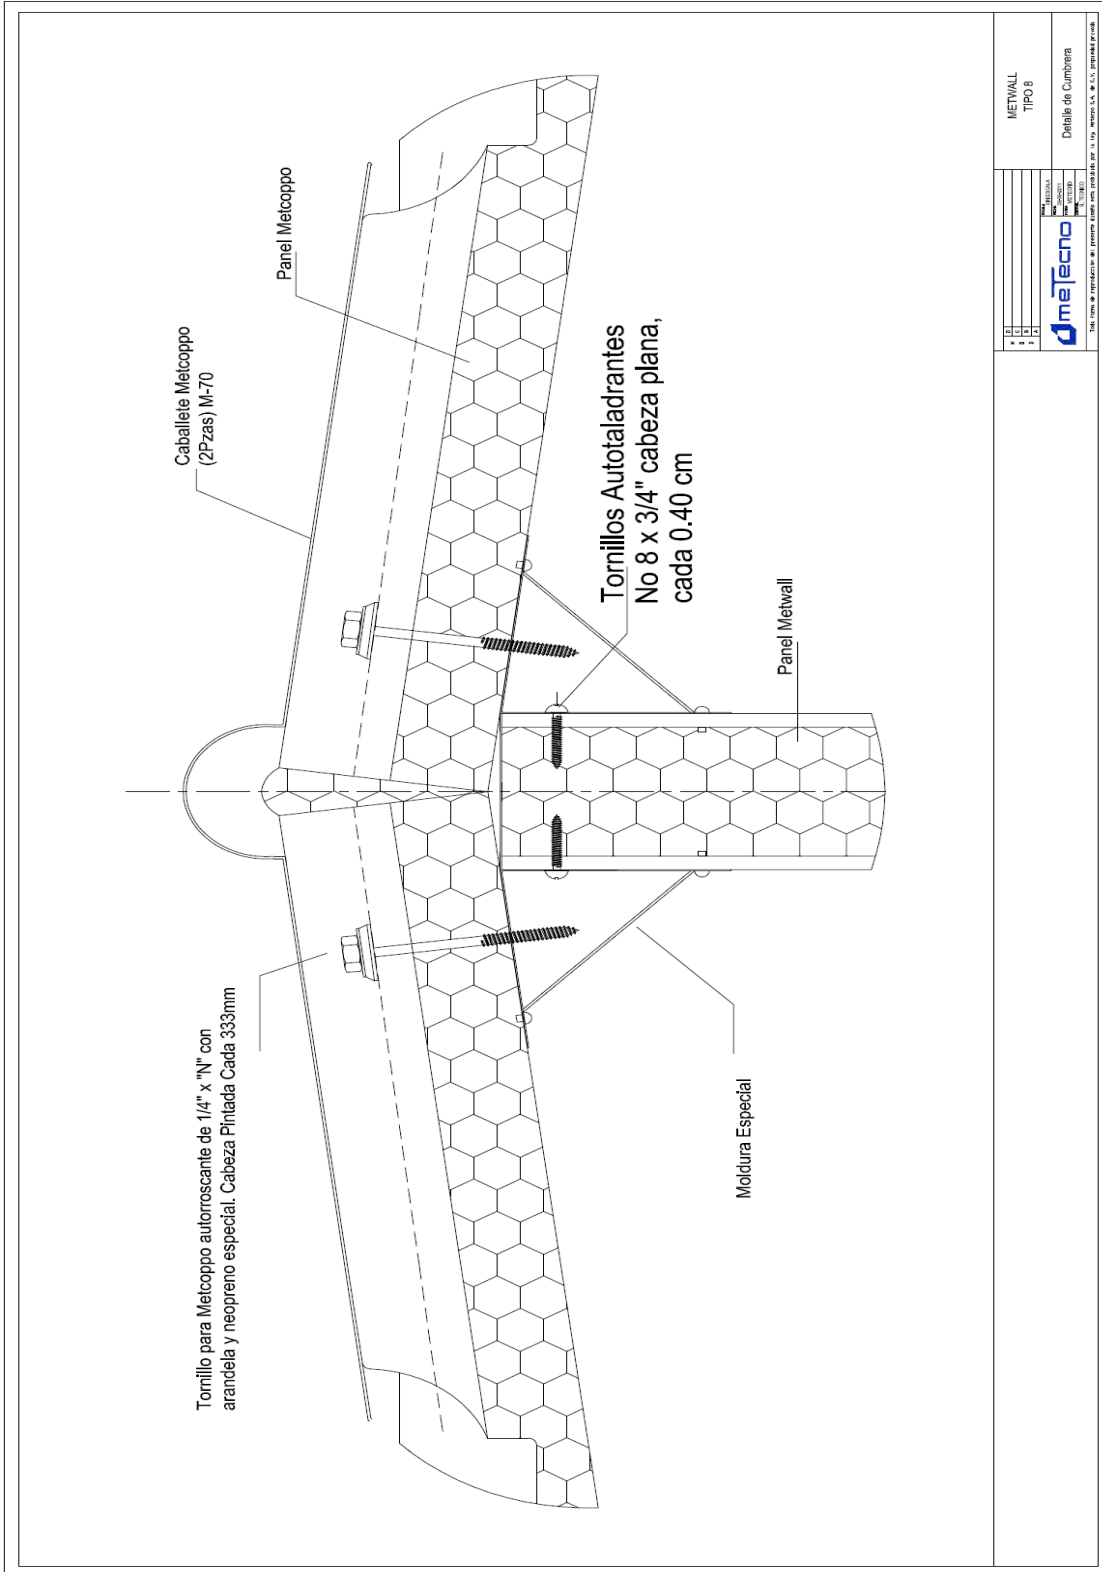 Tornillo para Metcoppo autorroscante de 1/4" x "N" con
arandela y neopreno especial. Cabeza Pintada Cada 333mm
Caballete Metcoppo
(2Pzas) M-70
Panel Metcoppo
Tornillos Autotaladrantes
No 8 x 3/4" cabeza plana,
cada 0.40 cm
Moldura Especial
Panel Metwall
METWALL
TIPO 8
Detalle de Cumbrera
meTecno
D
C
B
A